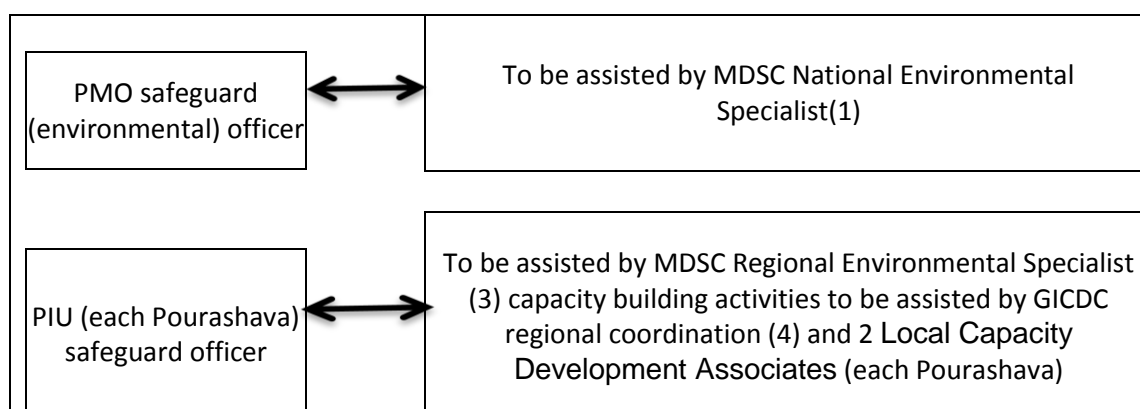 PMO safeguard
(environmental) officer
To be assisted by MDSC National Environmental
Specialist(1)
PIU (each Pourashava)
safeguard officer
To be assisted by MDSC Regional Environmental Specialist
(3) capacity building activities to be assisted by GICDC
regional coordination (4) and 2 Local Capacity
Development Associates (each Pourashava)